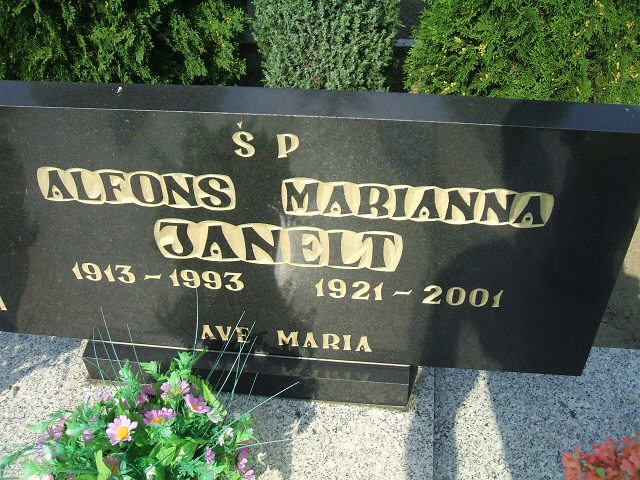 Ś P
ALFONS MARIANNA
JANELT
1913 - 1993 1921 - 2001
AVE MARIA